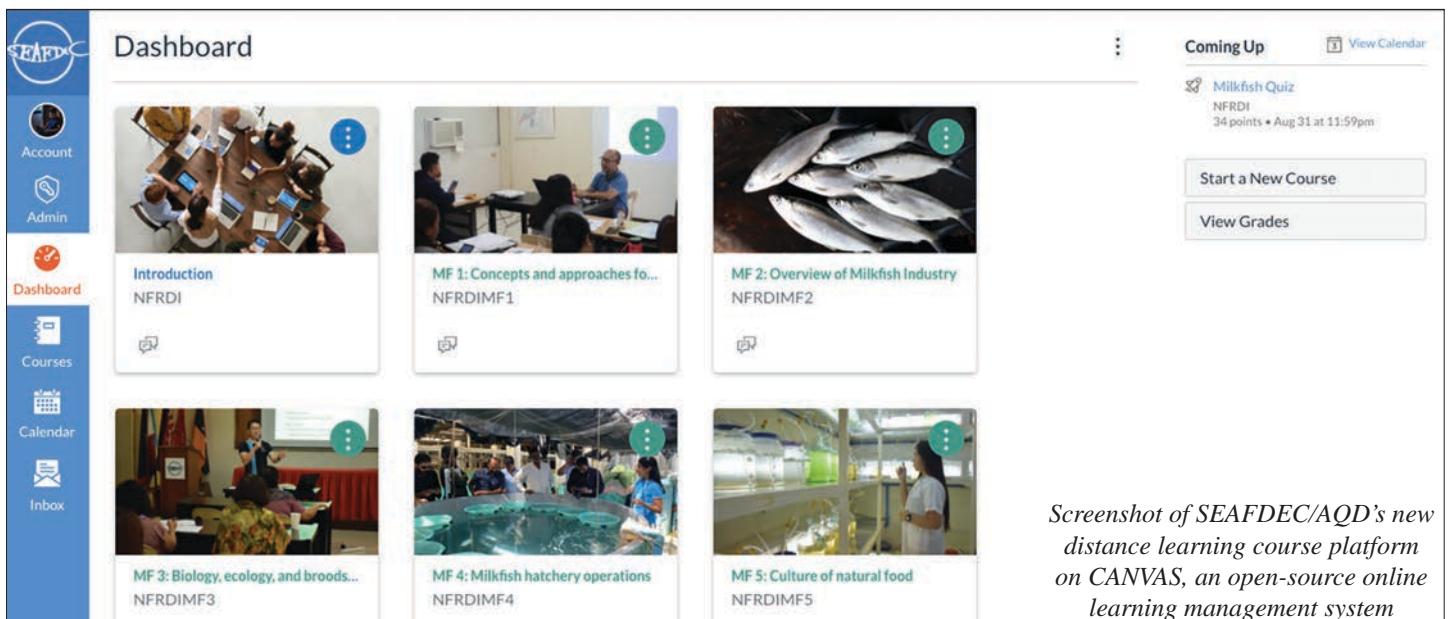 SEAFDEC
Account
Admin
Dashboard
Courses
Calendar
Inbox
Dashboard
Introduction
NFRDI
MF 1: Concepts and approaches fo...
NFRDIMF1
MF 2: Overview of Milkfish Industry
NFRDIMF2
MF 3: Biology, ecology, and broods...
NFRDIMF3
MF 4: Milkfish hatchery operations
NFRDIMF4
MF 5: Culture of natural food
NFRDIMF5
Coming Up
View Calendar
Milkfish Quiz
NFRDI
34 points • Aug 31 at 11:59pm
Start a New Course
View Grades
Screenshot of SEAFDEC/AQD’s new
distance learning course platform
on CANVAS, an open-source online
learning management system